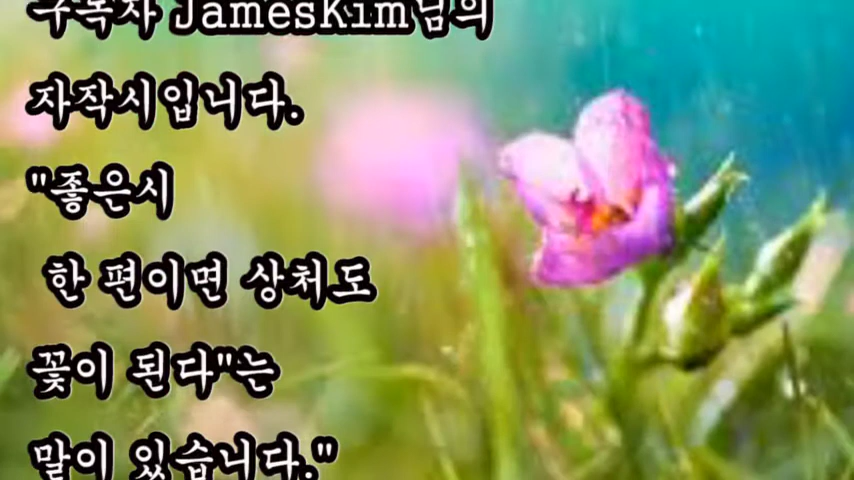 구독자 JamesKim님의
자작시입니다.
"좋은시
한 편이면 상처도
꽃이 된다"는
말이 있습니다."